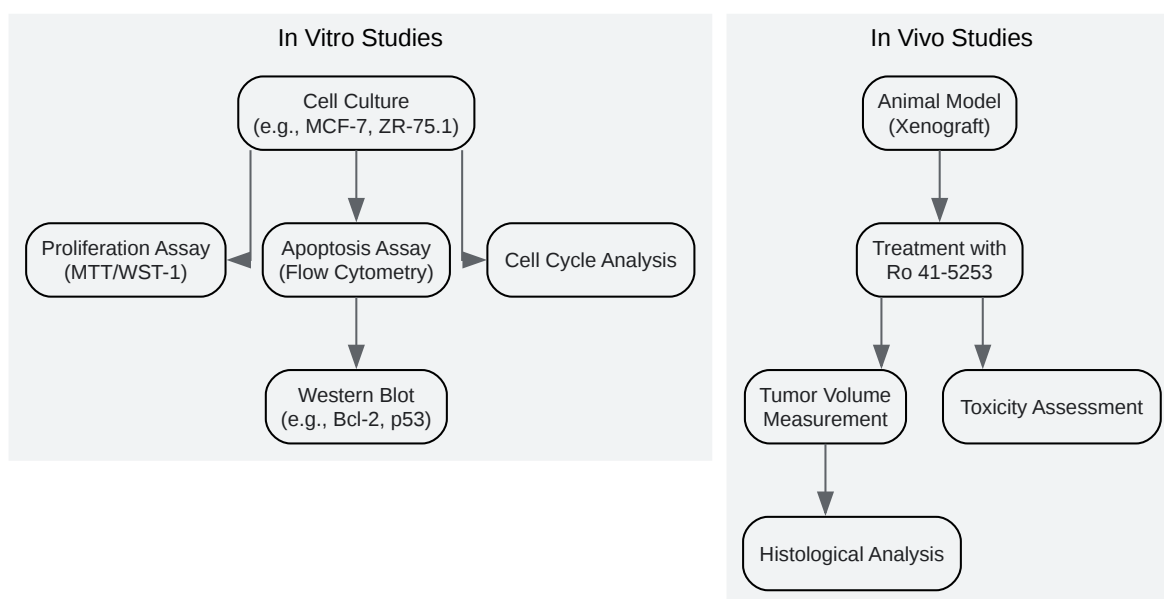 In Vitro Studies
Cell Culture
(e.g., MCF-7, ZR-75.1)
Proliferation Assay
(MTT/WST-1)
Apoptosis Assay
(Flow Cytometry)
Cell Cycle Analysis
Western Blot
(e.g., Bcl-2, p53)
In Vivo Studies
Animal Model
(Xenograft)
Treatment with
Ro 41-5253
Tumor Volume
Measurement
Toxicity Assessment
Histological Analysis